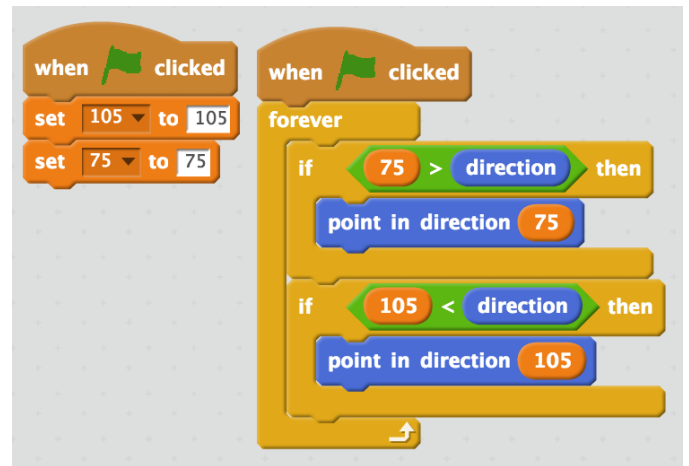 when clicked
set 105 to 105
set 75 to 75
when clicked
forever
if 75 > direction then
point in direction 75
if 105 < direction then
point in direction 105